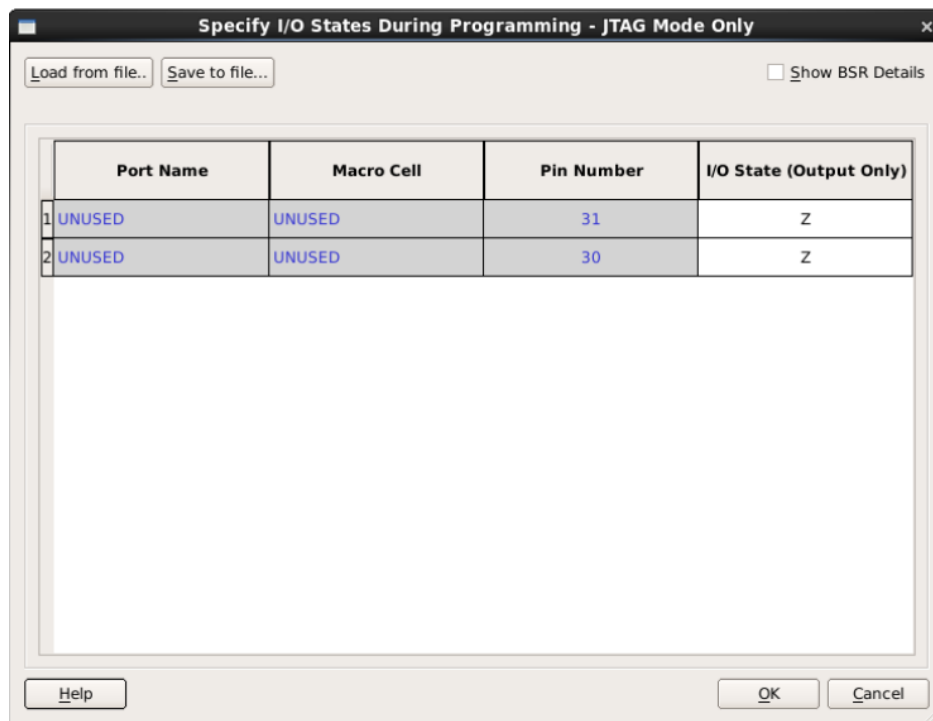 Specify I/O States During Programming - JTAG Mode Only
Load from file.. Save to file... Show BSR Details
Port Name Macro Cell Pin Number I/O State (Output Only)
1 UNUSED UNUSED 31 Z
2 UNUSED UNUSED 30 Z
Help OK Cancel